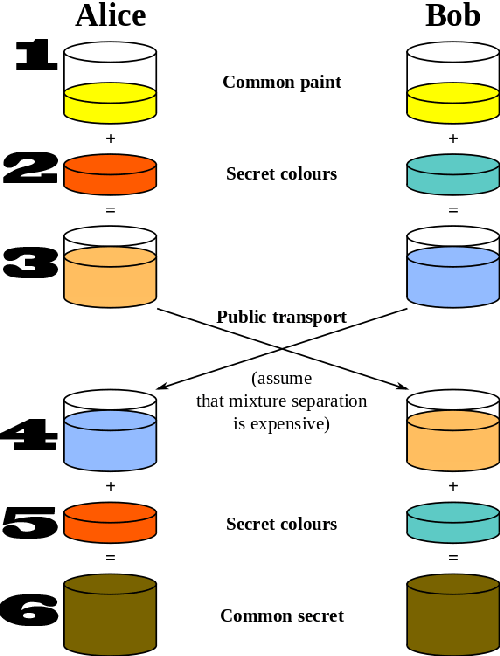 Alice Bob
1
Common paint
+ +
2 Secret colours
= =
3
Public transport
(assume
that mixture separation
is expensive)
4
+ +
5 Secret colours
= =
6 Common secret